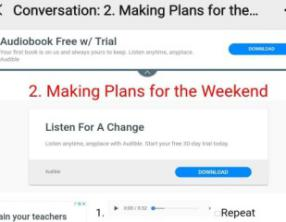 Conversation: 2. Making Plans for the...
Audiobook Free w/ Trial
Your first book is on us and always yours to keep. Listen anytime, anyplace.
Audible
DOWNLOAD
2. Making Plans for the Weekend
Listen For A Change
Listen anytime, anyplace with Audible. Start your free 30-day trial today.
Audible
DOWNLOAD
ain your teachers
1.
0:00 / 0:32
Repeat